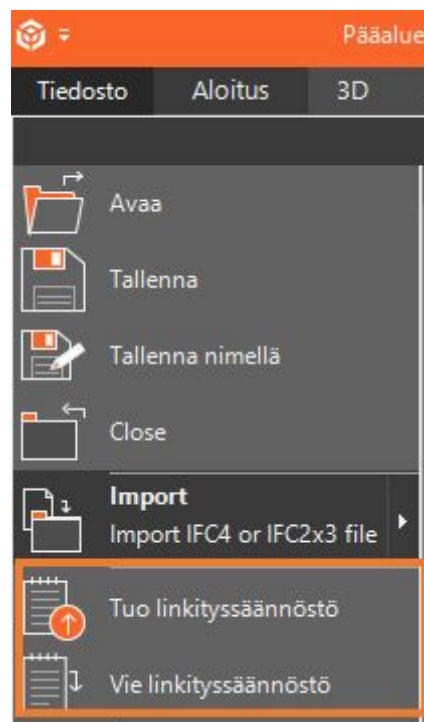 Pääalue
Tiedosto Aloitus 3D
Avaa
Tallenna
Tallenna nimellä
Close
Import
Import IFC4 or IFC2x3 file
Tuo linkityssäännöstö
Vie linkityssäännöstö